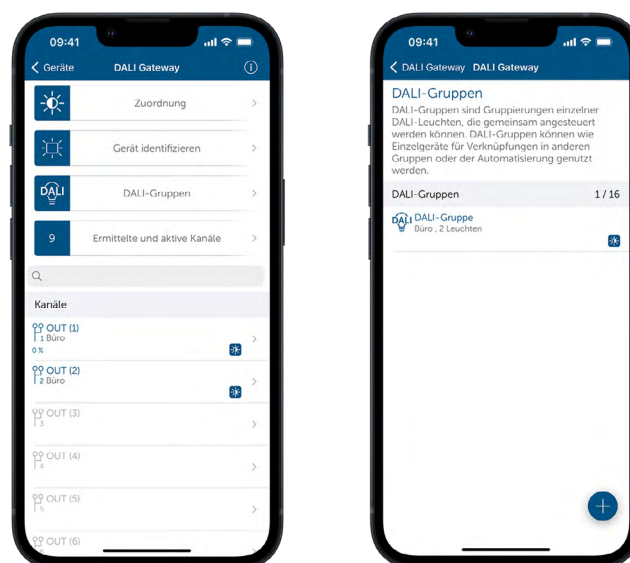 09:41
Geräte
DALI Gateway
Zuordnung
Gerät identifizieren
DALI
DALI-Gruppen
9
Ermittelte und aktive Kanäle
Kanäle
OUT (1)
1 Büro
0 %
OUT (2)
2 Büro
OUT (3)
3
OUT (4)
4
OUT (5)
5
OUT (6)
6
09:41
DALI Gateway
DALI Gateway
DALI-Gruppen
DALI-Gruppen sind Gruppierungen einzelner
DALI-Leuchten, die gemeinsam angesteuert
werden können. DALI-Gruppen können wie
Einzelgeräte für Verknüpfungen in anderen
Gruppen oder der Automatisierung genutzt
werden.
DALI-Gruppen
1 / 16
DALI
DALI-Gruppe
Büro , 2 Leuchten